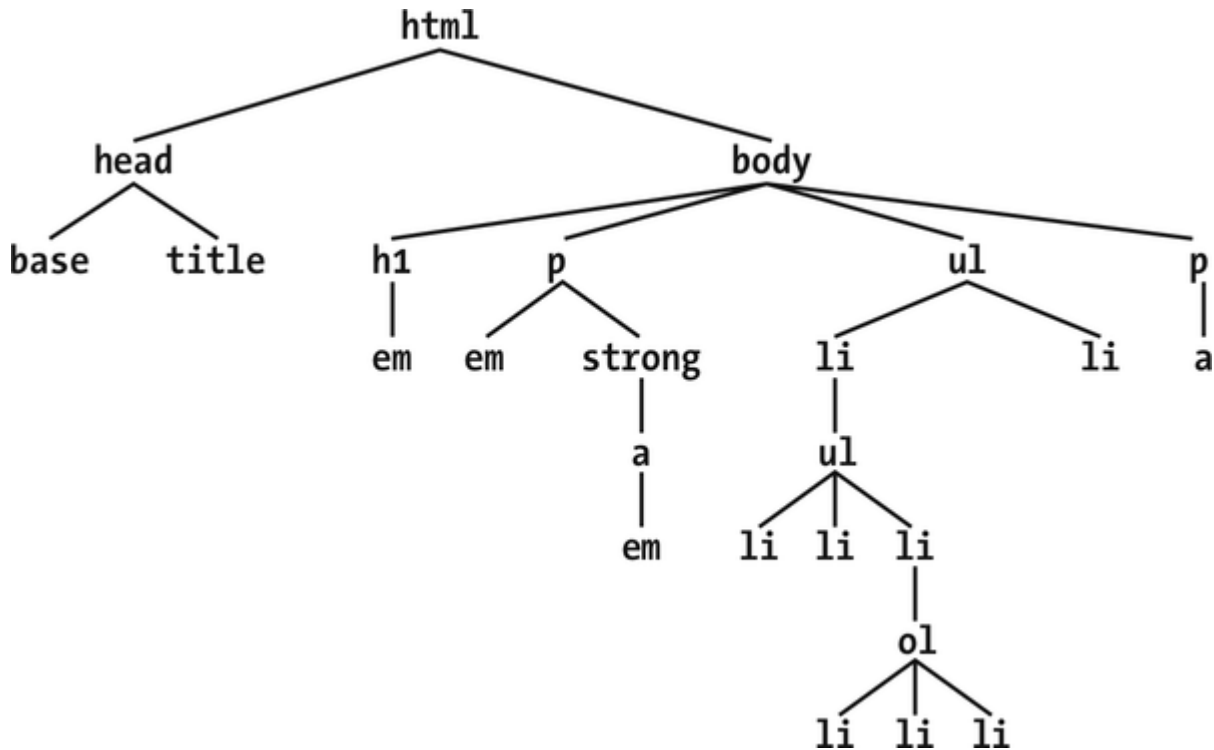 html
head body
base title h1 p ul p
em em strong li li a
a ul
em li li li
ol
li li li